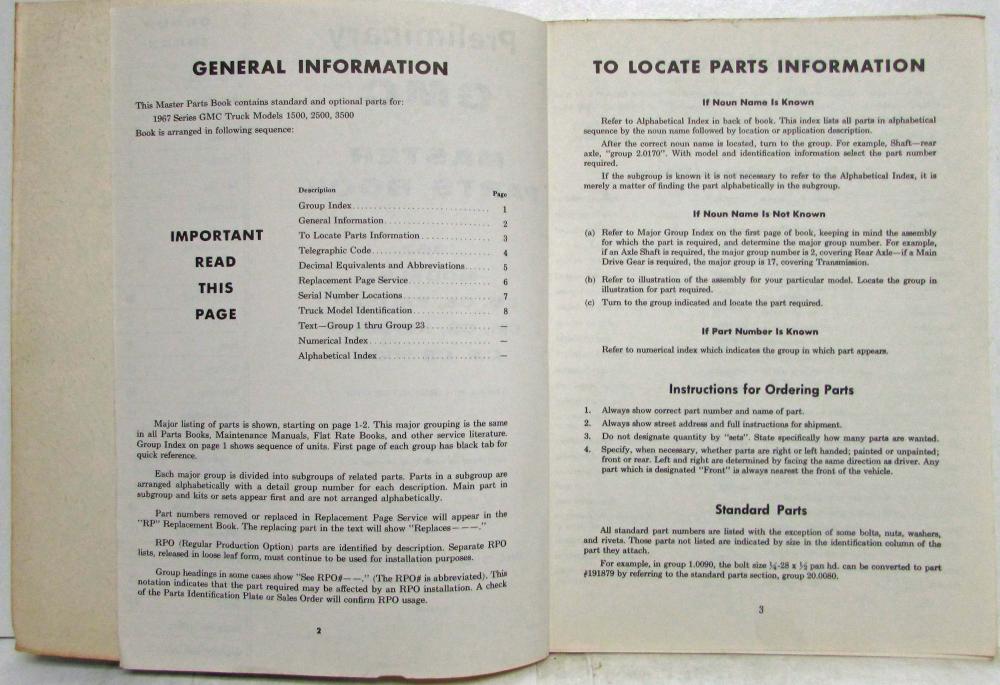 GENERAL INFORMATION
This Master Parts Book contains standard and optional parts for:
1967 Series GMC Truck Models 1500, 2500, 3500
Book is arranged in following sequence:
IMPORTANT
READ
THIS
PAGE
Description Page
Group Index 1
General Information 2
To Locate Parts Information 3
Telegraphic Code 4
Decimal Equivalents and Abbreviations 5
Replacement Page Service 6
Serial Number Locations 7
Truck Model Identification 8
Text—Group 1 thru Group 23 —
Numerical Index —
Alphabetical Index —
Major listing of parts is shown, starting on page 1-2. This major grouping is the same
in all Parts Books, Maintenance Manuals, Flat Rate Books, and other service literature.
Group Index on page 1 shows sequence of units. First page of each group has black tab for
quick reference.
Each major group is divided into subgroups of related parts. Parts in a subgroup are
arranged alphabetically with a detail group number for each description. Main part in
subgroup and kits or sets appear first and are not arranged alphabetically.
Part numbers removed or replaced in Replacement Page Service will appear in the
"RP" Replacement Book. The replacing part in the text will show "Replaces———."
RPO (Regular Production Option) parts are identified by description. Separate RPO
lists, released in loose leaf form, must continue to be used for installation purposes.
Group headings in some cases show "See RPO#——." (The RPO# is abbreviated). This
notation indicates that the part required may be affected by an RPO installation. A check
of the Parts Identification Plate or Sales Order will confirm RPO usage.
2
TO LOCATE PARTS INFORMATION
If Noun Name Is Known
Refer to Alphabetical Index in back of book. This index lists all parts in alphabetical
sequence by the noun name followed by location or application description.
After the correct noun name is located, turn to the group. For example, Shaft—rear
axle, "group 2.0170". With model and identification information select the part number
required.
If the subgroup is known it is not necessary to refer to the Alphabetical Index, it is
merely a matter of finding the part alphabetically in the subgroup.
If Noun Name Is Not Known
(a) Refer to Major Group Index on the first page of book, keeping in mind the assembly
for which the part is required, and determine the major group number. For example,
if an Axle Shaft is required, the major group number is 2, covering Rear Axle—if a Main
Drive Gear is required, the major group is 17, covering Transmission.
(b) Refer to illustration of the assembly for your particular model. Locate the group in
illustration for part required.
(c) Turn to the group indicated and locate the part required.
If Part Number Is Known
Refer to numerical index which indicates the group in which part appears.
Instructions for Ordering Parts
1. Always show correct part number and name of part.
2. Always show street address and full instructions for shipment.
3. Do not designate quantity by "sets". State specifically how many parts are wanted.
4. Specify, when necessary, whether parts are right or left handed; painted or unpainted;
front or rear. Left and right are determined by facing the same direction as driver. Any
part which is designated "Front" is always nearest the front of the vehicle.
Standard Parts
All standard part numbers are listed with the exception of some bolts, nuts, washers,
and rivets. Those parts not listed are indicated by size in the identification column of the
part they attach.
For example, in group 1.0090, the bolt size ¼-28 x ½ pan hd. can be converted to part
#191879 by referring to the standard parts section, group 20.0080.
3